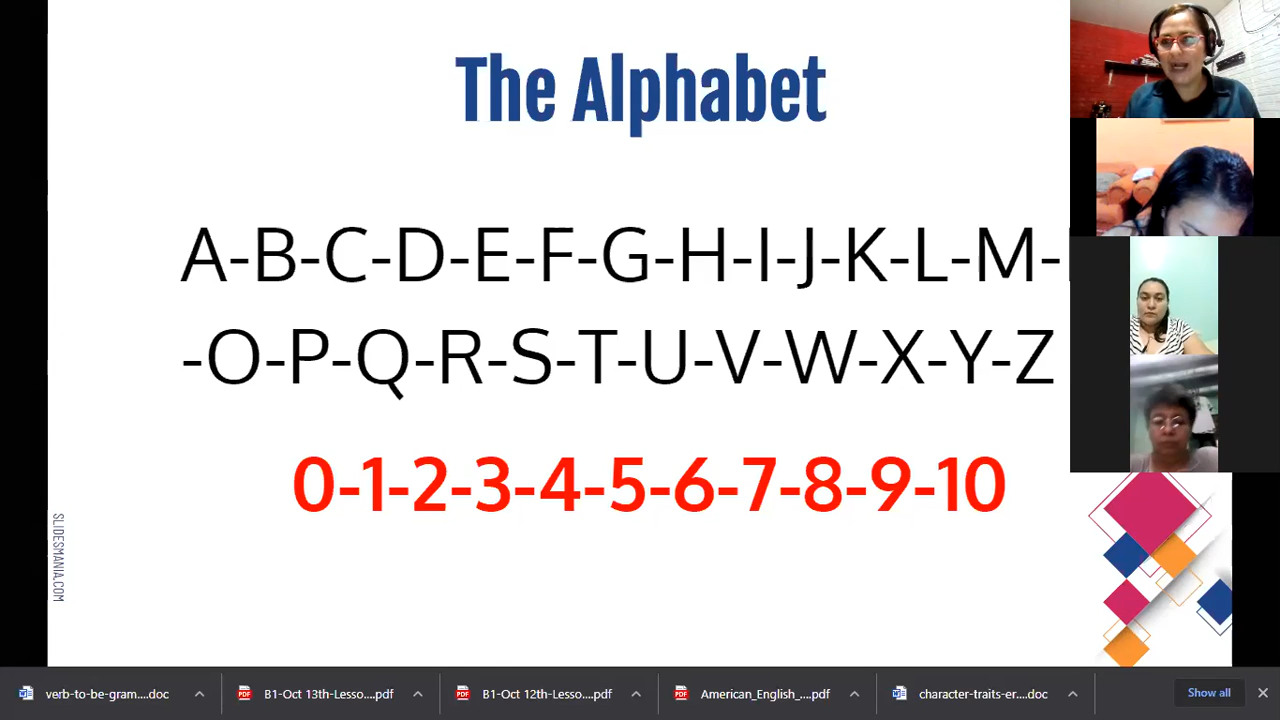 The Alphabet
A-B-C-D-E-F-G-H-I-J-K-L-M-
-O-P-Q-R-S-T-U-V-W-X-Y-Z
0-1-2-3-4-5-6-7-8-9-10
SLIDESMANIA.COM
verb-to-be-gram....doc
B1-Oct 13th-Lesso....pdf
B1-Oct 12th-Lesso....pdf
American_English_....pdf
character-traits-er....doc
Show all